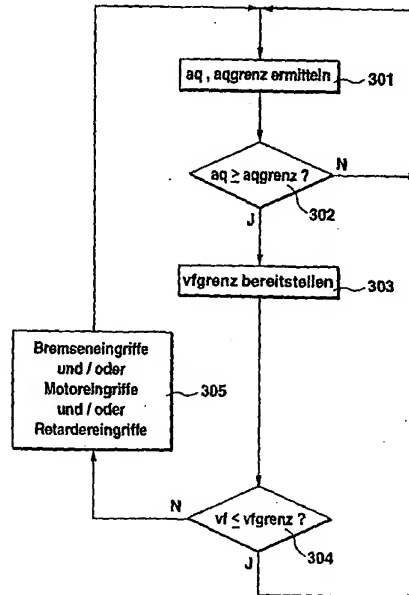 aq , aqgrenz ermitteln
301
aq ≥ aqgrenz ?
N
302
J
vfgrenz bereitstellen
303
Bremseneingriffe
und / oder
Motoreingriffe
und / oder
Retardereingriffe
305
N
vf ≤ vfgrenz ?
304
J